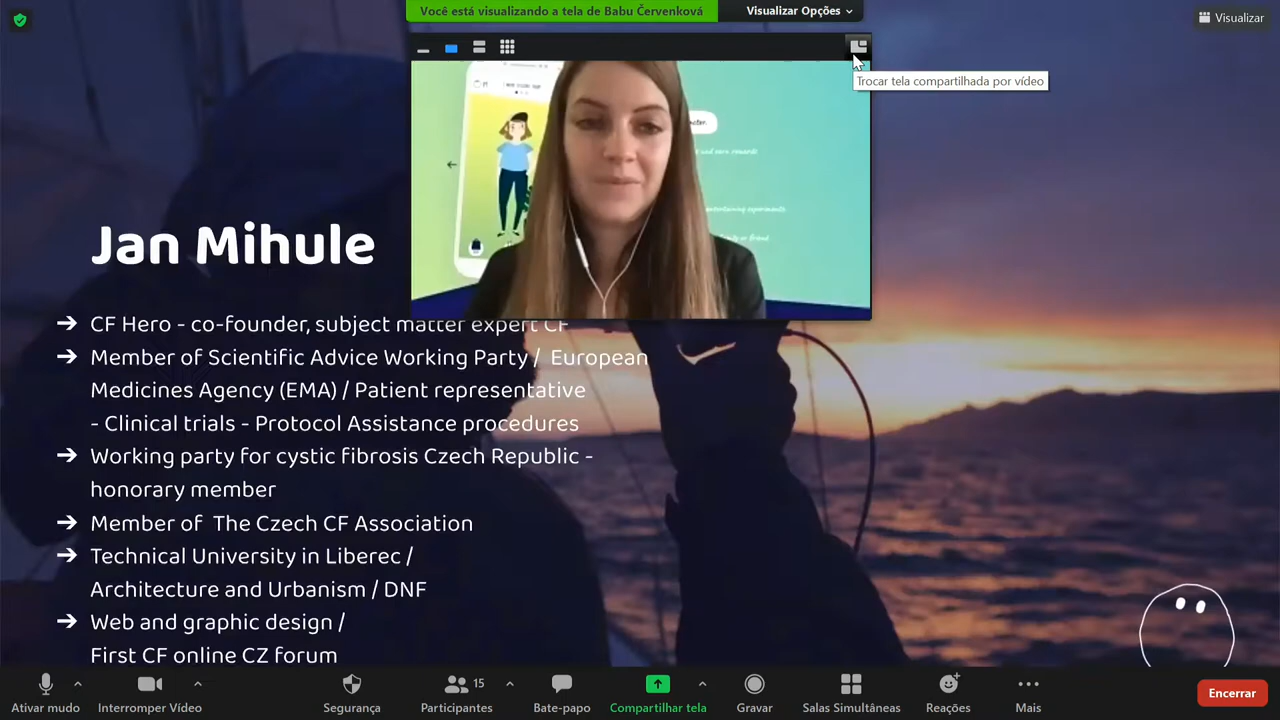 Você está visualizando a tela de Babu Červenková
Visualizar Opções
Visualizar
Trocar tela compartilhada por vídeo
Jan Mihule
➔ CF Hero - co-founder, subject matter expert CF
➔ Member of Scientific Advice Working Party / European
Medicines Agency (EMA) / Patient representative
- Clinical trials - Protocol Assistance procedures
➔ Working party for cystic fibrosis Czech Republic -
honorary member
➔ Member of The Czech CF Association
➔ Technical University in Liberec /
Architecture and Urbanism / DNF
➔ Web and graphic design /
First CF online CZ forum
Ativar mudo
Interromper Vídeo
Segurança
Participantes
15
Bate-papo
Compartilhar tela
Gravar
Salas Simultâneas
Reações
Mais
Encerrar